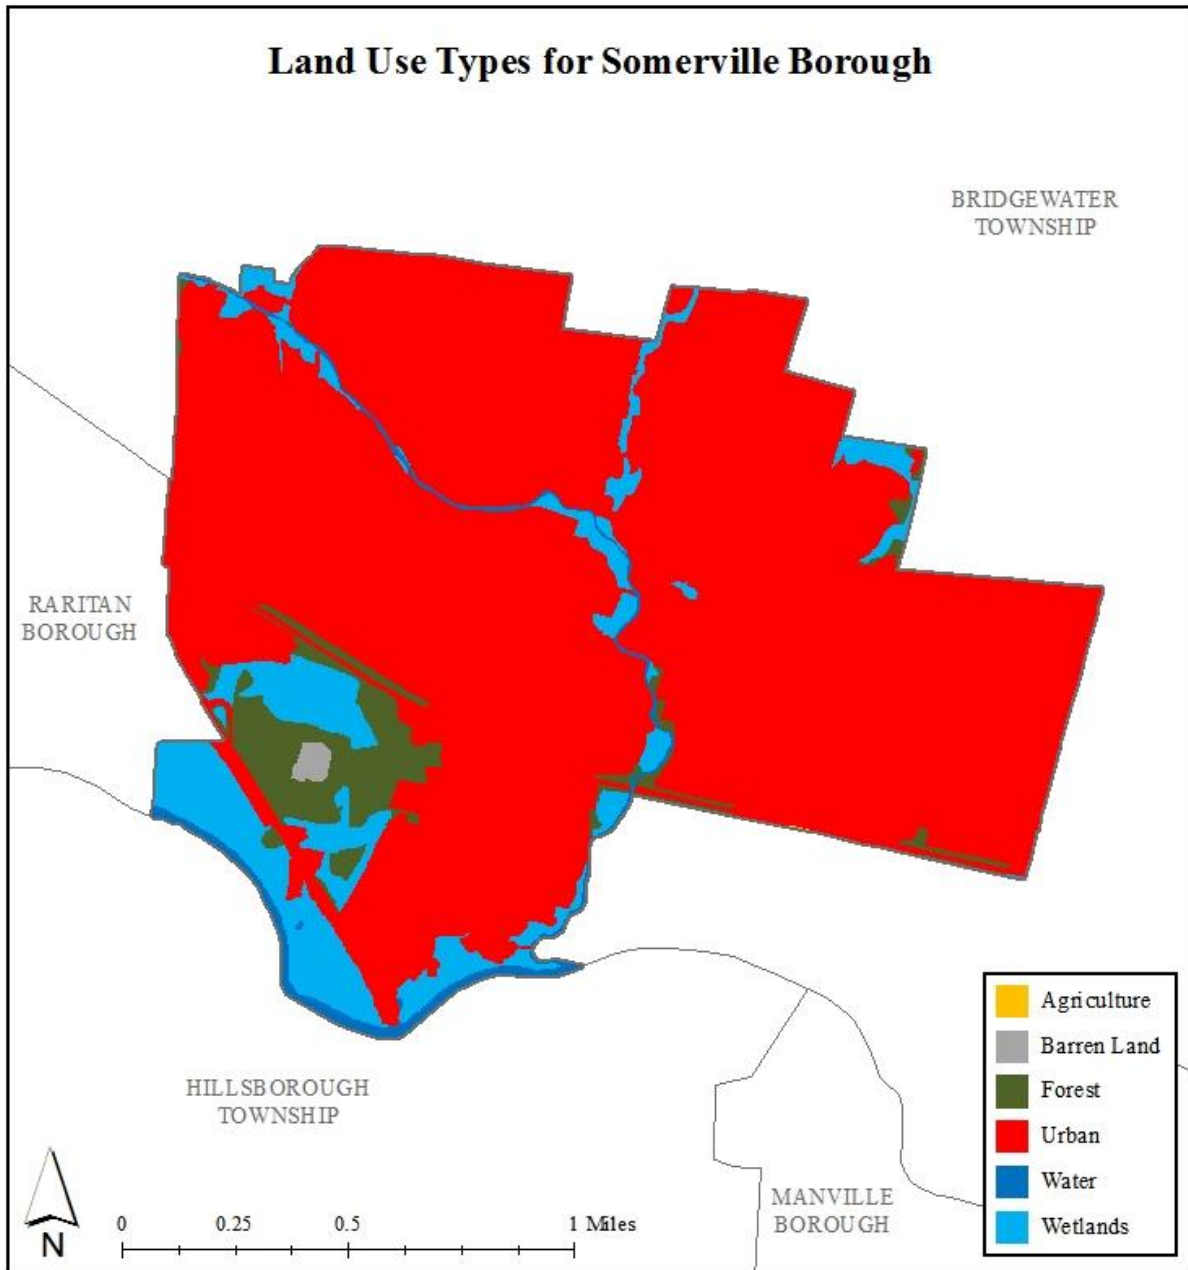 Land Use Types for Somerville Borough
BRIDGEWATER
TOWNSHIP
RARITAN
BOROUGH
HILLSBOROUGH
TOWNSHIP
MANVILLE
BOROUGH
Agriculture
Barren Land
Forest
Urban
Water
Wetlands
N
0 0.25 0.5 1 Miles